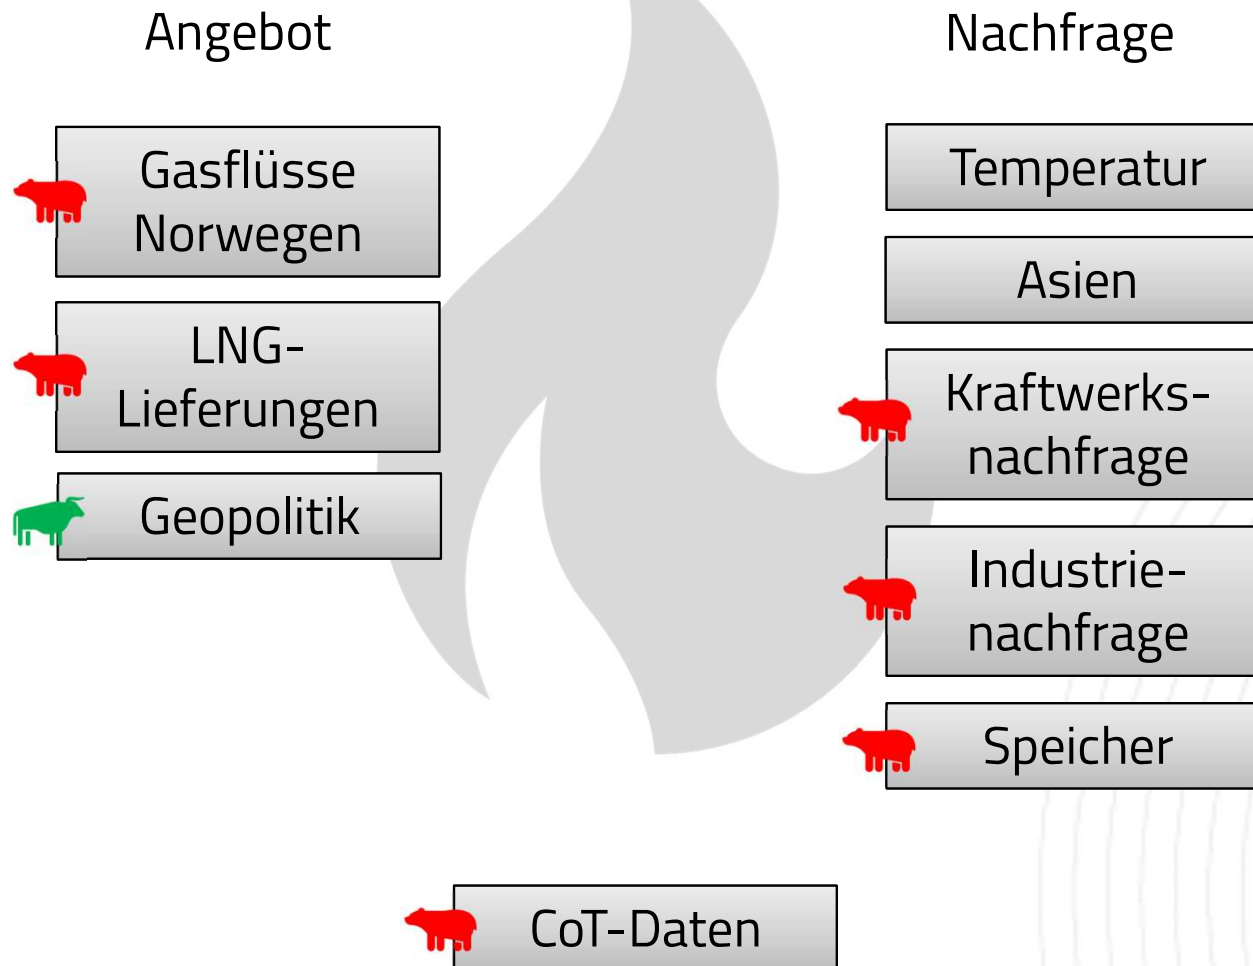 Angebot
Gasflüsse
Norwegen
LNG-
Lieferungen
Geopolitik
Nachfrage
Temperatur
Asien
Kraftwerks-
nachfrage
Industrie-
nachfrage
Speicher
CoT-Daten